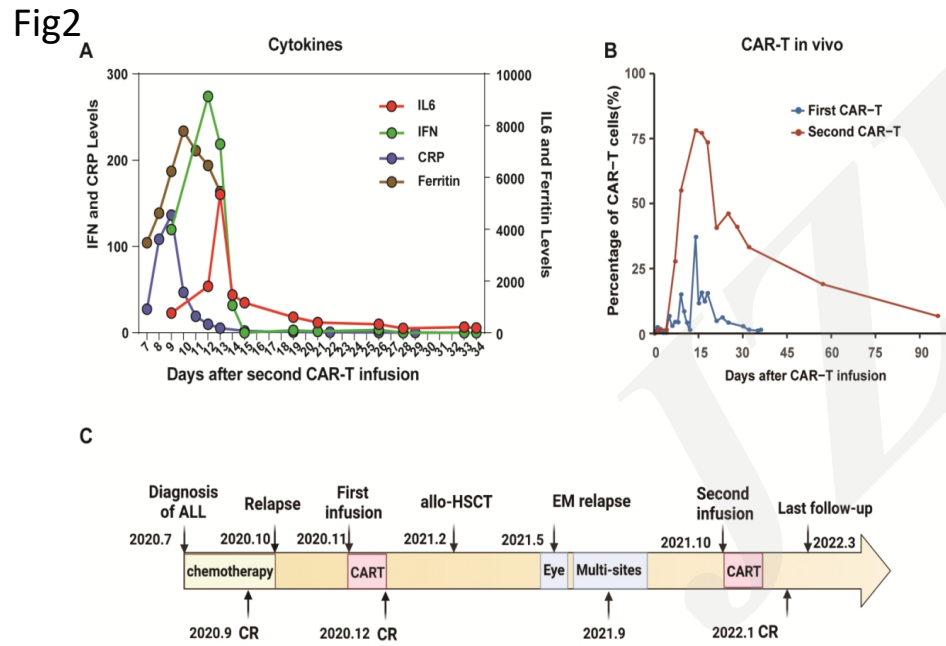 Fig2
A
Cytokines
300
200
100
0
IFN and CRP Levels
10000
8000
6000
4000
2000
0
IL6 and Ferritin Levels
IL6
IFN
CRP
Ferritin
7 8 9 10 11 12 13 14 15 16 17 18 19 20 21 22 23 24 25 26 27 28 29 30 31 32 33 34
Days after second CAR-T infusion
B
CAR-T in vivo
100
75
50
25
0
Percentage of CAR−T cells(%)
First CAR−T
Second CAR−T
0 15 30 45 60 75 90
Days after CAR−T infusion
C
Diagnosis
of ALL
Relapse
First
infusion
allo-HSCT
EM relapse
Second
infusion
Last follow-up
2020.7
2020.10
2020.11
2021.2
2021.5
2021.10
2022.3
chemotherapy
CART
Eye
Multi-sites
CART
2020.9 CR
2020.12 CR
2021.9
2022.1 CR